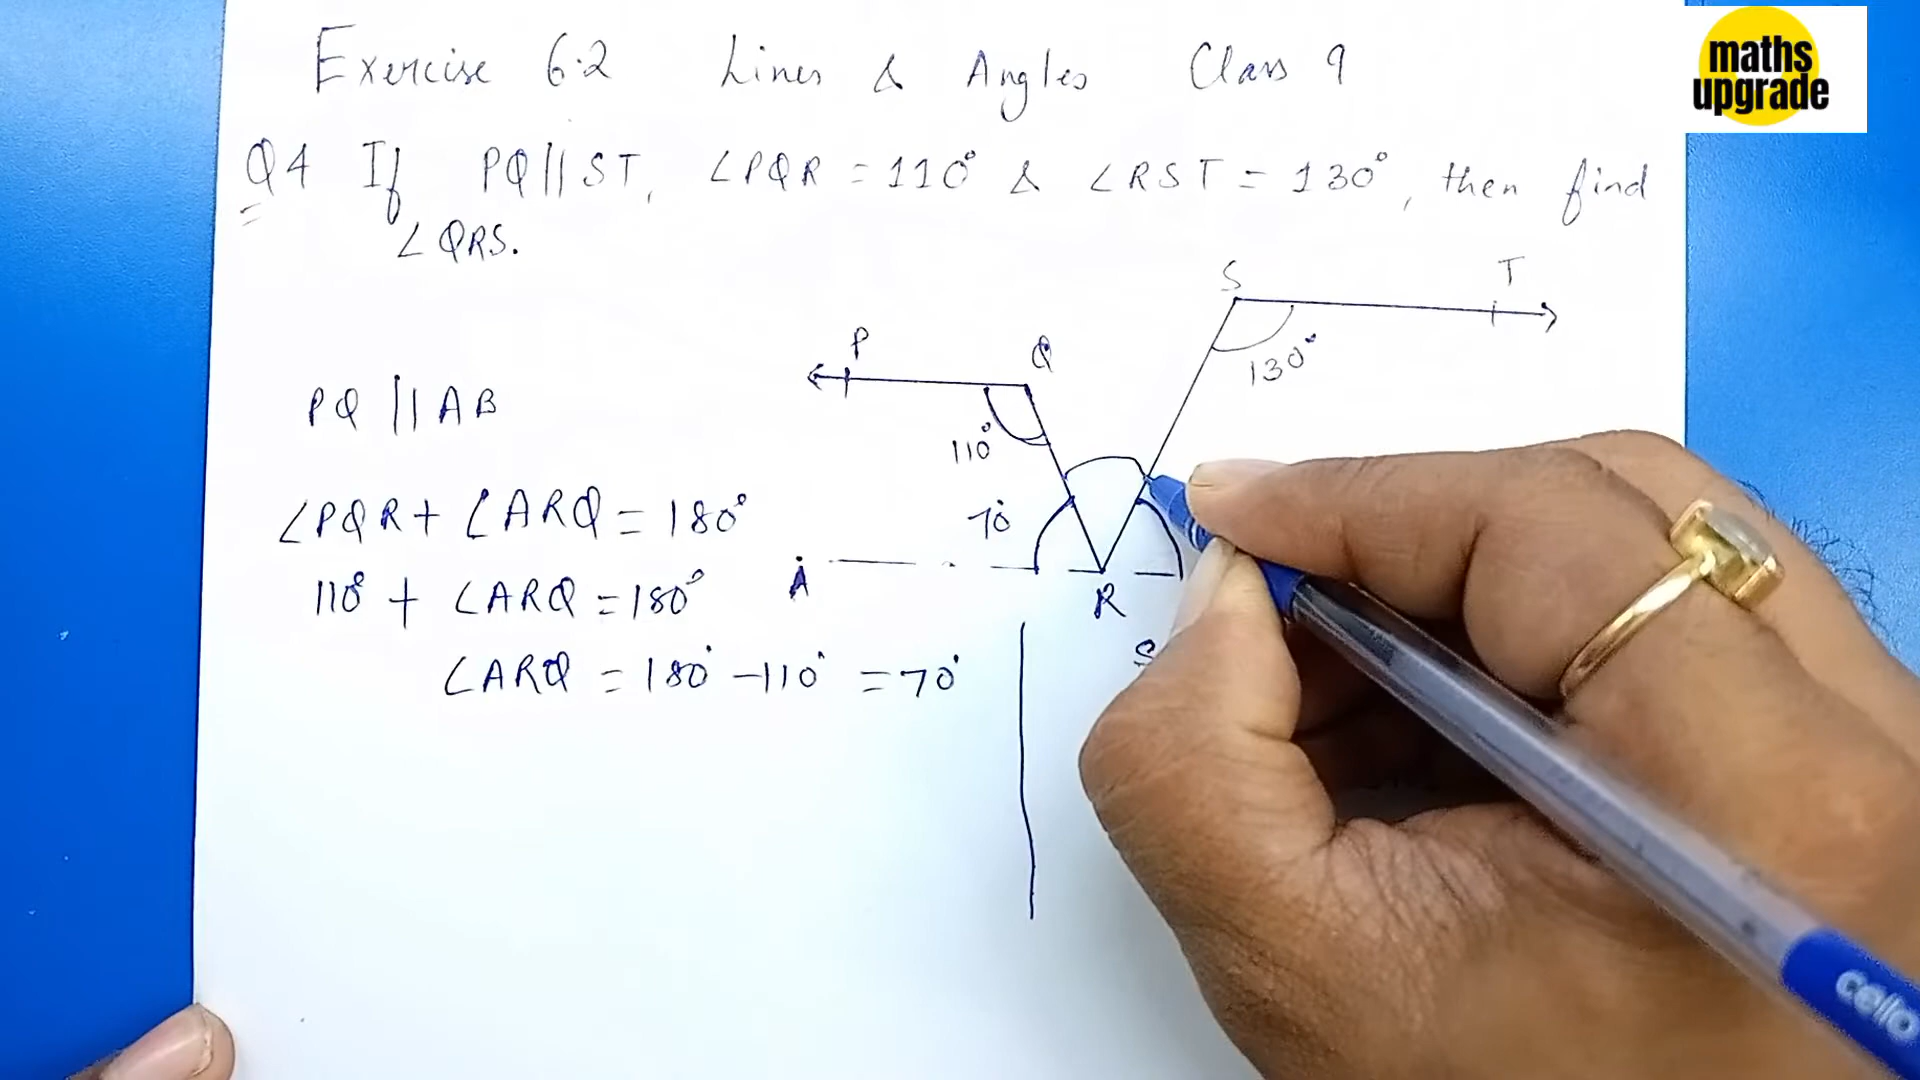 maths
upgrade
Exercise 6.2 Lines & Angles Class 9
Q4 If PQ || ST, ∠PQR = 110° & ∠RST = 130°, then find
∠QRS.
S T
P Q
130°
PQ || AB
110°
∠PQR + ∠ARQ = 180°
70°
A
110° + ∠ARQ = 180°
R
S
∠ARQ = 180° - 110° = 70°
cello